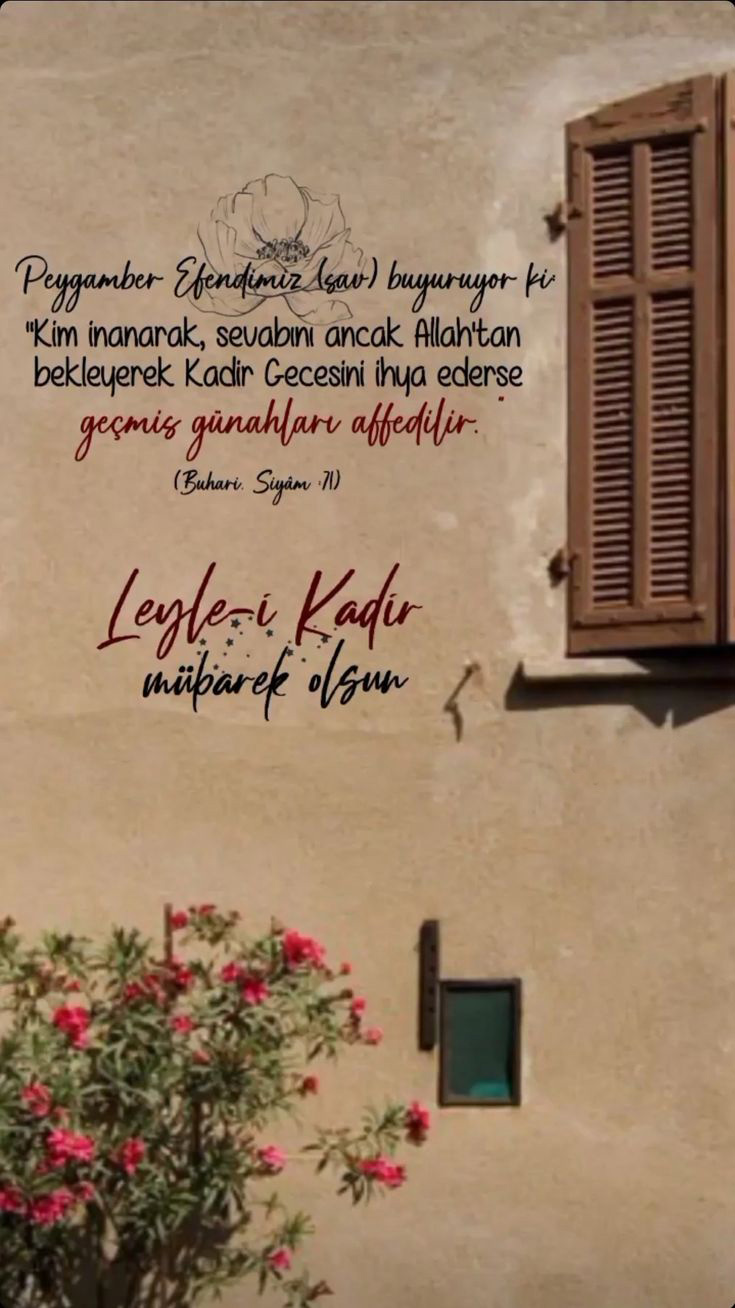 Peygamber Efendimiz (sav) buyuruyor ki:
"Kim inanarak, sevabını ancak Allah'tan
bekleyerek Kadir Gecesini ihya ederse
geçmiş günahları affedilir."
(Buhari, Siyâm :71)
Leyle-i Kadir
mübarek olsun